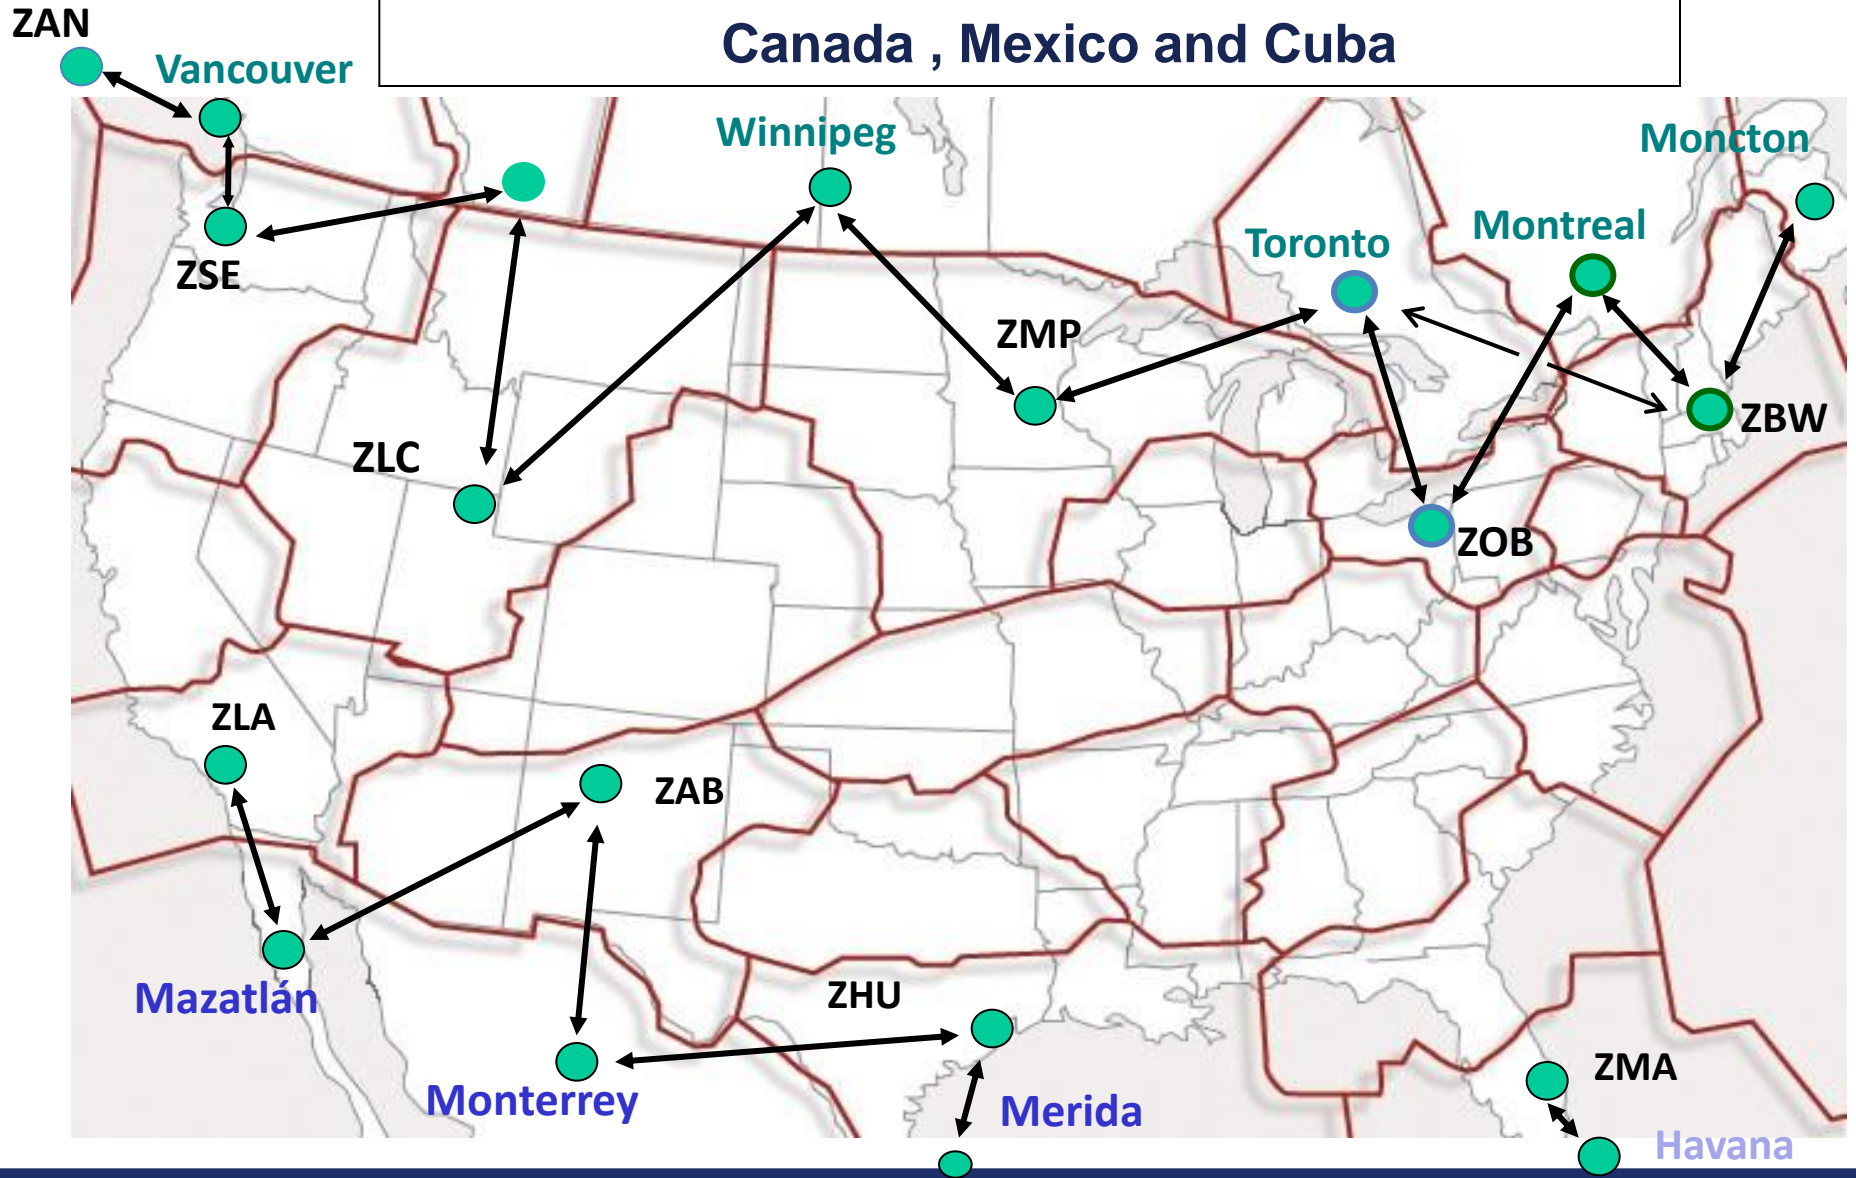 ZAN
Canada , Mexico and Cuba
Vancouver
Winnipeg
Moncton
Montreal
Toronto
ZSE
ZMP
ZBW
ZLC
ZOB
ZLA
ZAB
Mazatlán
ZHU
ZMA
Monterrey
Merida
Havana